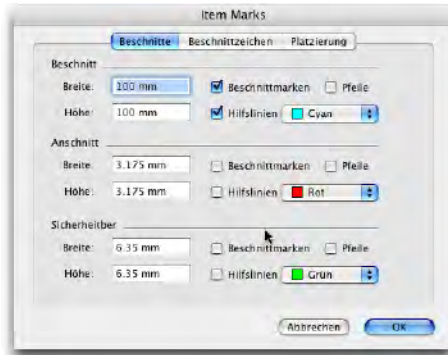 Item Marks
Beschnitte Beschnittzeichen Platzierung
Beschnitt
Breite: 100 mm Beschnittmarken Pfeile
Höhe: 100 mm Hilfslinien Cyan
Anschnitt
Breite: 3.175 mm Beschnittmarken Pfeile
Höhe: 3.175 mm Hilfslinien Rot
Sicherheitber
Breite: 6.35 mm Beschnittmarken Pfeile
Höhe: 6.35 mm Hilfslinien Grün
Abbrechen OK